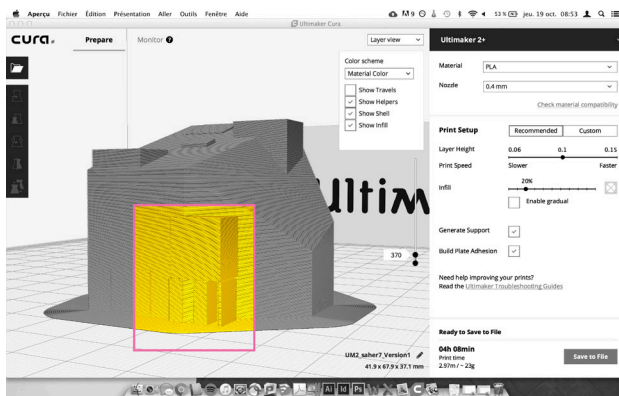 Aperçu Fichier Édition Présentation Aller Outils Fenêtre Aide
9 53 % jeu. 19 oct. 08:53
Ultimaker Cura
cura.
Prepare
Monitor
Layer view
Ultimaker 2+
Color scheme
Material Color
Show Travels
Show Helpers
Show Shell
Show Infill
Material PLA
Nozzle 0.4 mm
Check material compatibility
Print Setup Recommended Custom
Layer Height 0.06 0.1 0.15
Print Speed Slower Faster
Infill 20%
Enable gradual
Generate Support
Build Plate Adhesion
Need help improving your prints?
Read the Ultimaker Troubleshooting Guides
Ultim
370
Ready to Save to File
04h 08min
Print time
2.97m / ~ 23g
Save to File
UM2_saher7_Version1
41.9 x 67.9 x 37.1 mm
Ai Id Ps